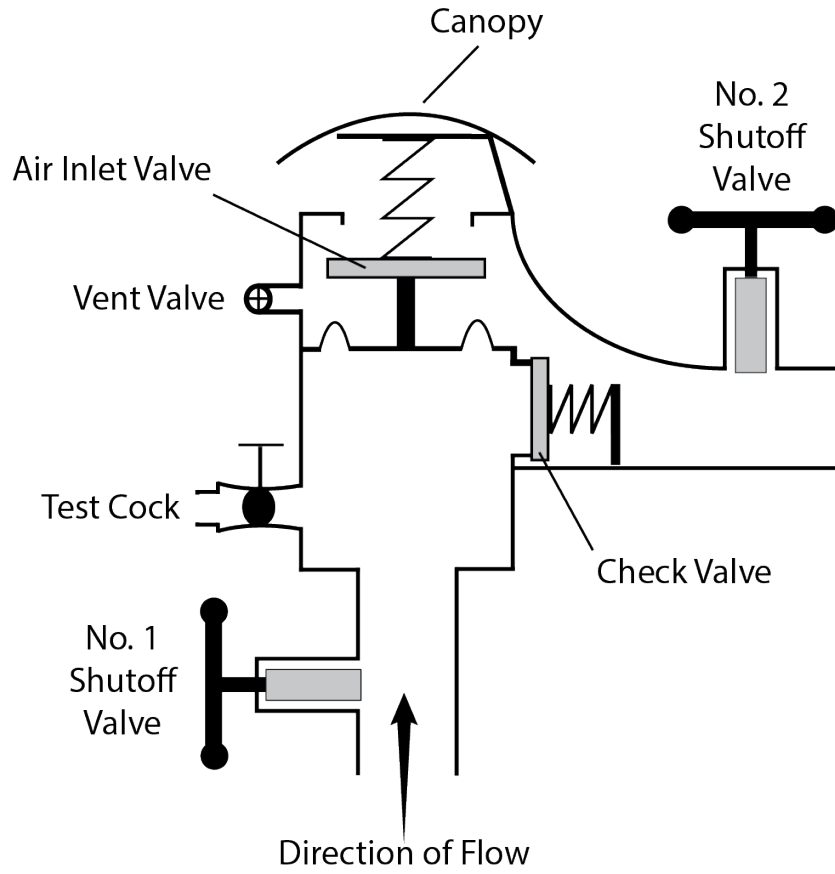 Canopy
No. 2
Shutoff
Valve
Air Inlet Valve
Vent Valve
Test Cock
Check Valve
No. 1
Shutoff
Valve
Direction of Flow